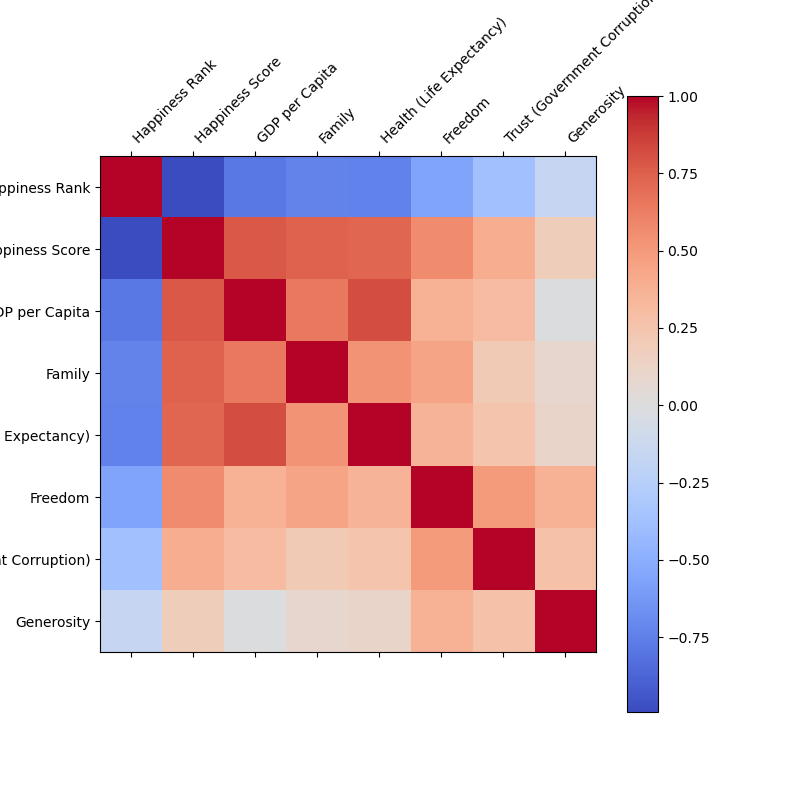 Happiness Rank
Happiness Score
GDP per Capita
Family
Health (Life Expectancy)
Freedom
Trust (Government Corruption
Generosity
ppiness Rank
ppiness Score
DP per Capita
Family
Expectancy)
Freedom
t Corruption)
Generosity
1.00
0.75
0.50
0.25
0.00
−0.25
−0.50
−0.75